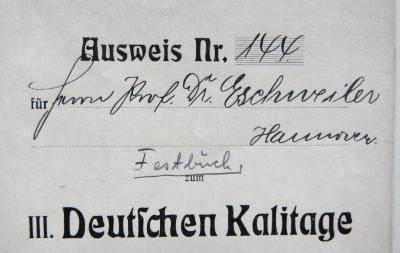 Ausweis Nr. 144.
für Herrn Prof. Dr. Eschweiler
Hannover.
Festbuch,
zum
III. Deutſchen Kalitage